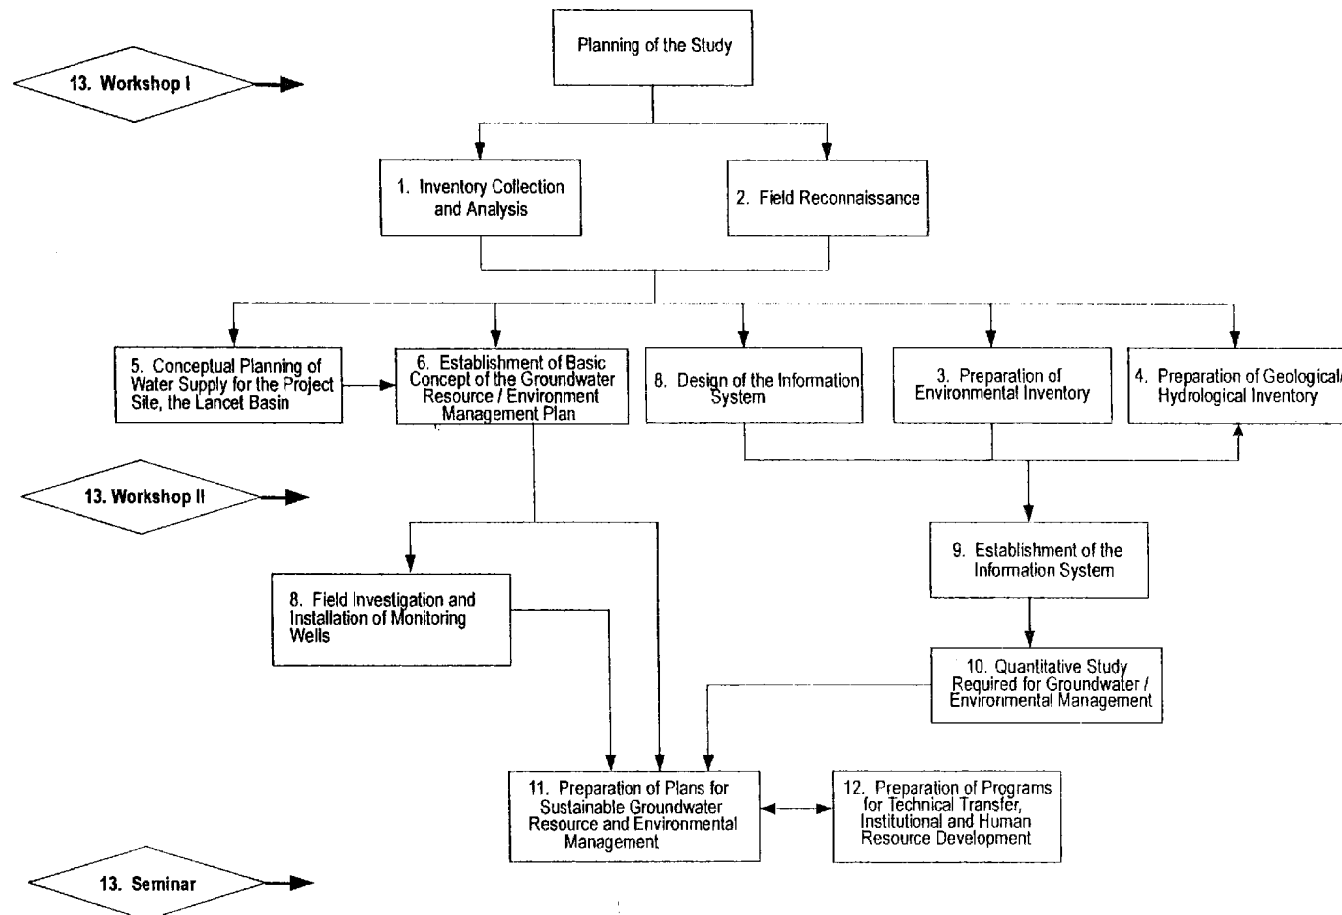 Planning of the Study
13. Workshop I
1. Inventory Collection
and Analysis
2. Field Reconnaissance
5. Conceptual Planning of
Water Supply for the Project
Site, the Lancet Basin
6. Establishment of Basic
Concept of the Groundwater
Resource / Environment
Management Plan
8. Design of the Information
System
3. Preparation of
Environmental Inventory
4. Preparation of Geological/
Hydrological Inventory
13. Workshop II
9. Establishment of the
Information System
8. Field Investigation and
Installation of Monitoring
Wells
10. Quantitative Study
Required for Groundwater /
Environmental Management
11. Preparation of Plans for
Sustainable Groundwater
Resource and Environmental
Management
12. Preparation of Programs
for Technical Transfer,
Institutional and Human
Resource Development
13. Seminar